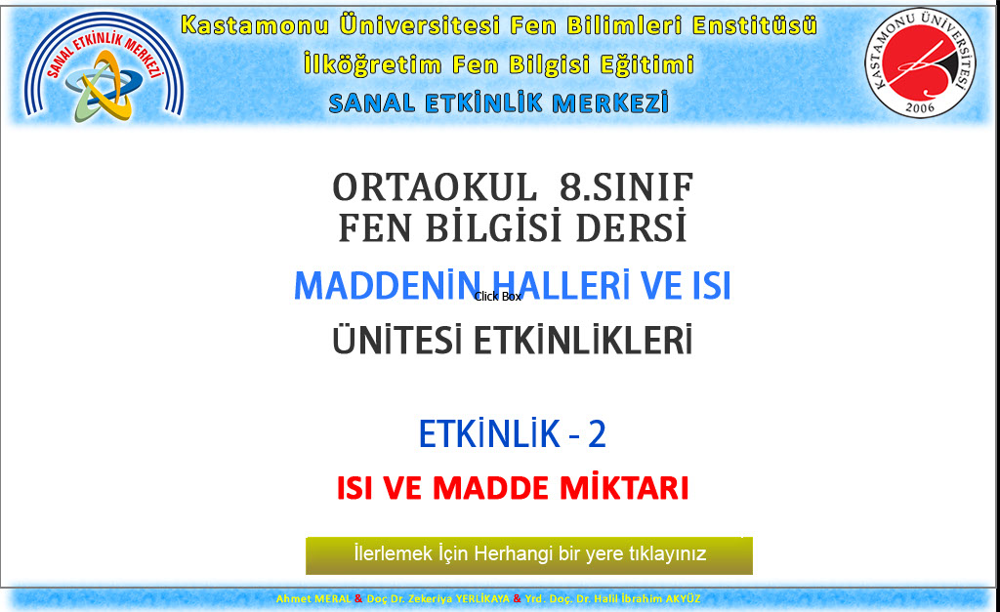 Kastamonu Üniversitesi Fen Bilimleri Enstitüsü
İlköğretim Fen Bilgisi Eğitimi
SANAL ETKİNLİK MERKEZİ
SANAL ETKİNLİK MERKEZİ
KASTAMONU ÜNİVERSİTESİ
2006
ORTAOKUL 8.SINIF
FEN BİLGİSİ DERSİ
MADDENİN HALLERİ VE ISI
Click Box
ÜNİTESİ ETKİNLİKLERİ
ETKİNLİK - 2
ISI VE MADDE MİKTARI
İlerlemek İçin Herhangi bir yere tıklayınız
Ahmet MERAL & Doç Dr. Zekeriya YERLİKAYA & Yrd. Doç. Dr. Halil İbrahim AKYÜZ